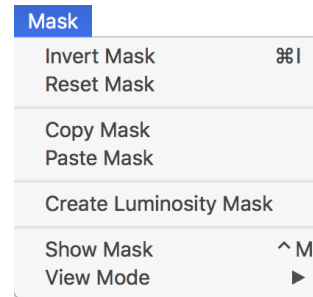 Mask
Invert Mask ⌘I
Reset Mask
Copy Mask
Paste Mask
Create Luminosity Mask
Show Mask ^M
View Mode ▶